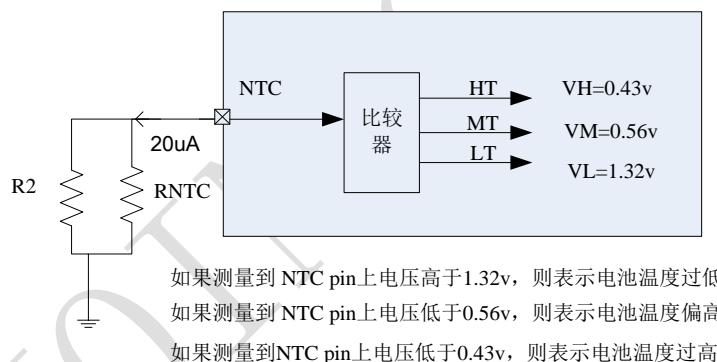 NTC
HT
VH=0.43v
比较
器
MT
VM=0.56v
20uA
LT
VL=1.32v
R2
RNTC
如果测量到 NTC pin上电压高于1.32v,则表示电池温度过低
如果测量到 NTC pin上电压低于0.56v,则表示电池温度偏高
如果测量到NTC pin上电压低于0.43v,则表示电池温度过高